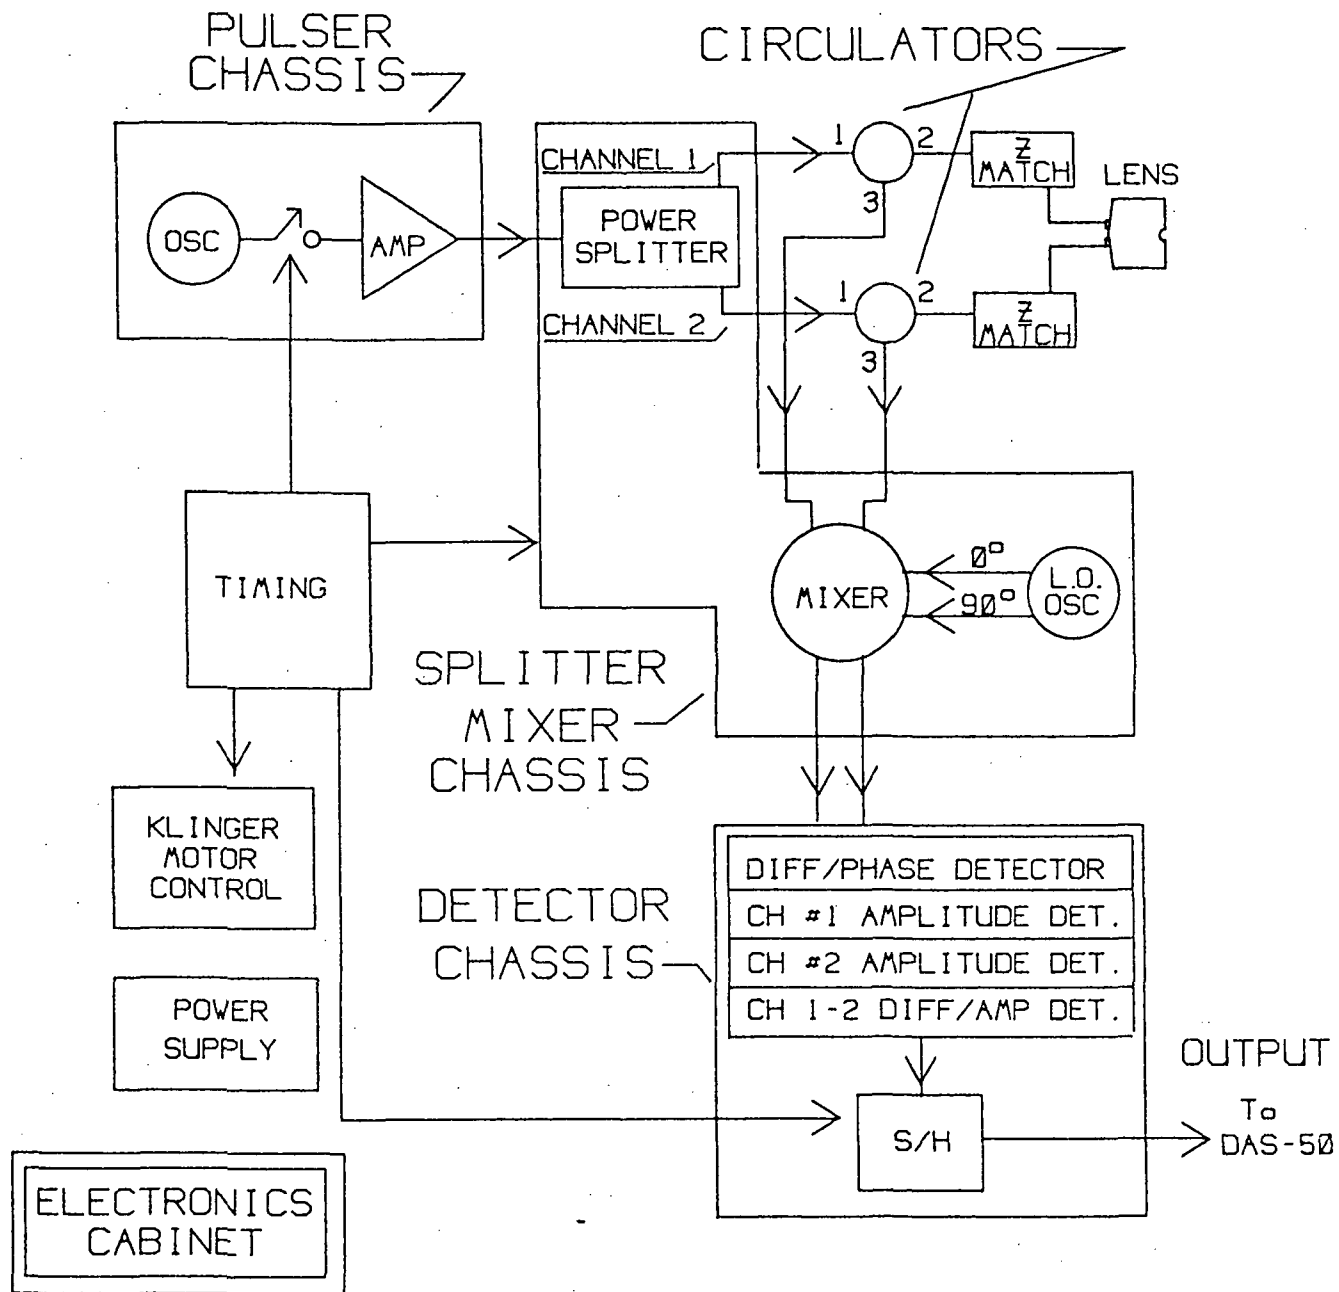 PULSER
CHASSIS
CIRCULATORS
CHANNEL 1
1
2
3
Z
MATCH
LENS
OSC
AMP
POWER
SPLITTER
1
2
3
CHANNEL 2
Z
MATCH
TIMING
MIXER
0°
90°
L.O.
OSC
SPLITTER
MIXER
CHASSIS
KLINGER
MOTOR
CONTROL
DETECTOR
CHASSIS
DIFF/PHASE DETECTOR
CH #1 AMPLITUDE DET.
CH #2 AMPLITUDE DET.
CH 1-2 DIFF/AMP DET.
POWER
SUPPLY
S/H
OUTPUT
To
DAS-50
ELECTRONICS
CABINET